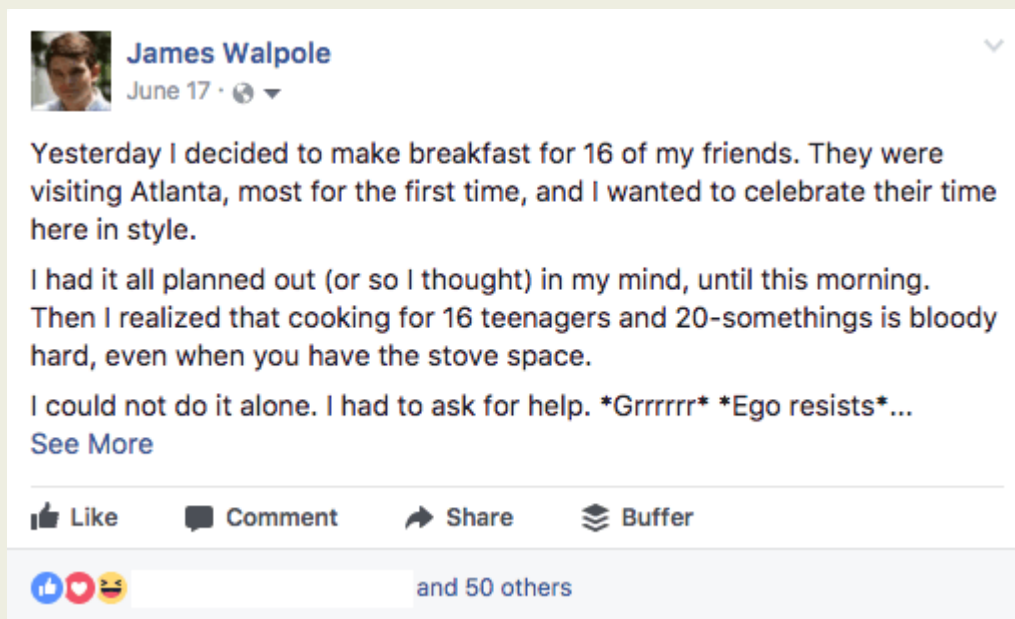 James Walpole
June 17 ·
Yesterday I decided to make breakfast for 16 of my friends. They were
visiting Atlanta, most for the first time, and I wanted to celebrate their time
here in style.
I had it all planned out (or so I thought) in my mind, until this morning.
Then I realized that cooking for 16 teenagers and 20-somethings is bloody
hard, even when you have the stove space.
I could not do it alone. I had to ask for help. *Grrrrrr* *Ego resists*...
See More
Like Comment Share Buffer
and 50 others